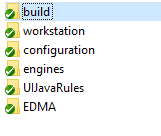 build
workstation
configuration
engines
UIJavaRules
EDMA